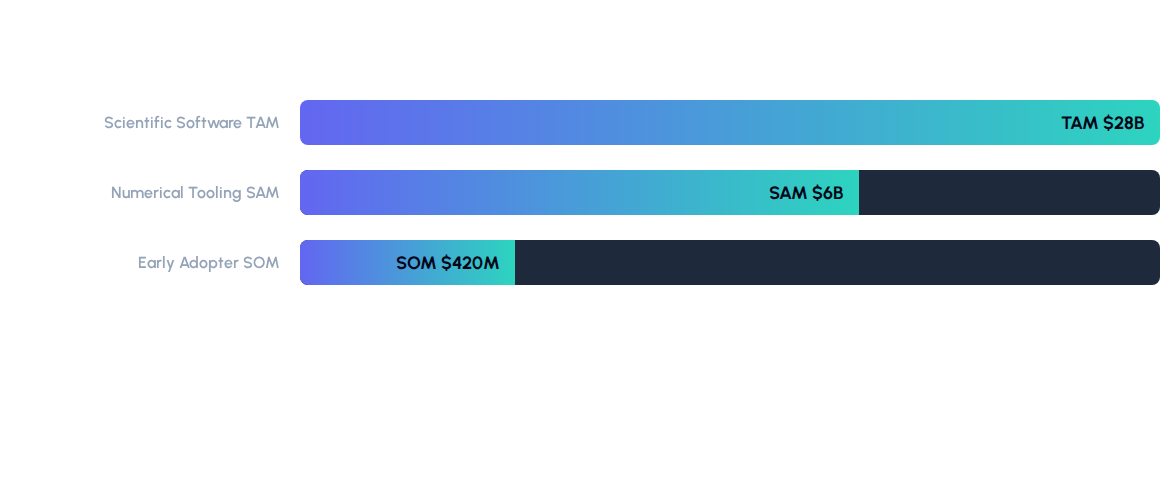 Scientific Software TAM
TAM $28B
Numerical Tooling SAM
SAM $6B
Early Adopter SOM
SOM $420M